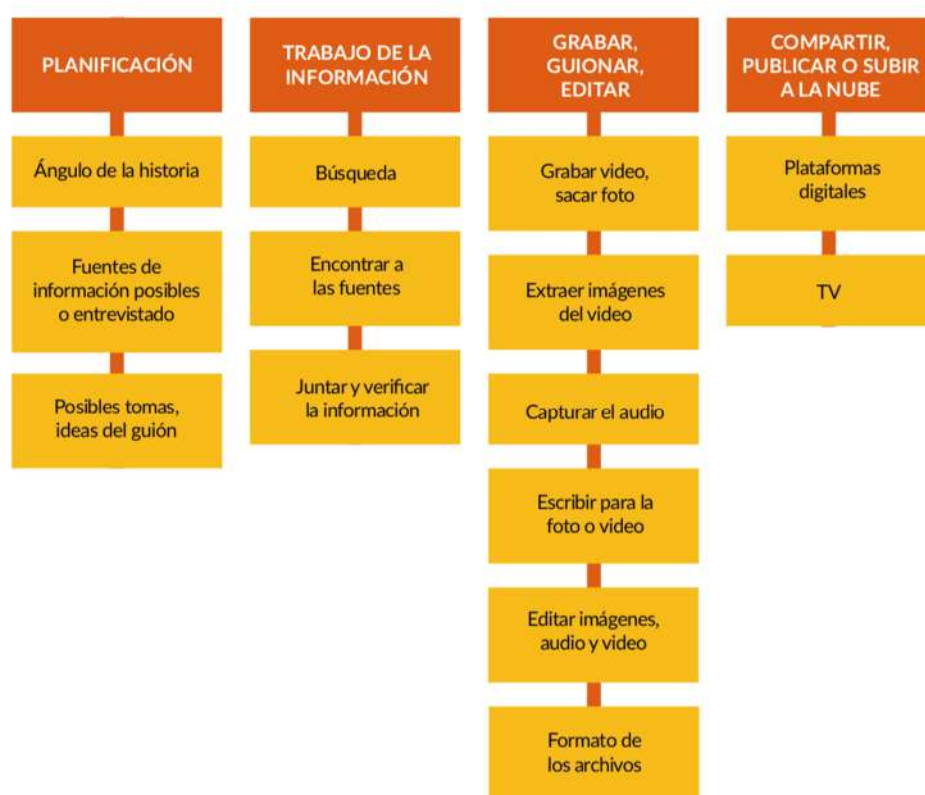 PLANIFICACIÓN
Ángulo de la historia
Fuentes de
información posibles
o entrevistado
Posibles tomas,
ideas del guión
TRABAJO DE LA
INFORMACIÓN
Búsqueda
Encontrar a
las fuentes
Juntar y verificar
la información
GRABAR,
GUIONAR,
EDITAR
Grabar video,
sacar foto
Extraer imágenes
del video
Capturar el audio
Escribir para la
foto o video
Editar imágenes,
audio y video
Formato de
los archivos
COMPARTIR,
PUBLICAR O SUBIR
A LA NUBE
Plataformas
digitales
TV